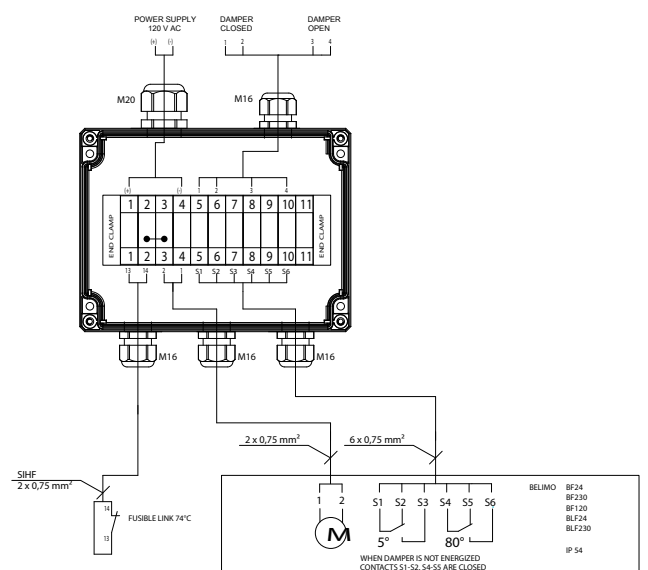 POWER SUPPLY
120 V AC
(+) (-)
DAMPER
CLOSED
1 2
DAMPER
OPEN
3 4
M20
M16
(+) (-) 1 2 3 4
END CLAMP
1 2 3 4 5 6 7 8 9 10 11
1 2 3 4 5 6 7 8 9 10 11
END CLAMP
13 14 2 1 S1 S2 S3 S4 S5 S6
M16
M16
M16
2 x 0,75 mm²
6 x 0,75 mm²
SIHF
2 x 0,75 mm²
14
13
FUSIBLE LINK 74°C
1 2
M
S1 S2 S3 S4 S5 S6
5°
80°
WHEN DAMPER IS NOT ENERGIZED
CONTACTS S1-S2, S4-S5 ARE CLOSED
BELIMO BF24
BF230
BF120
BLF24
BLF230
IP 54